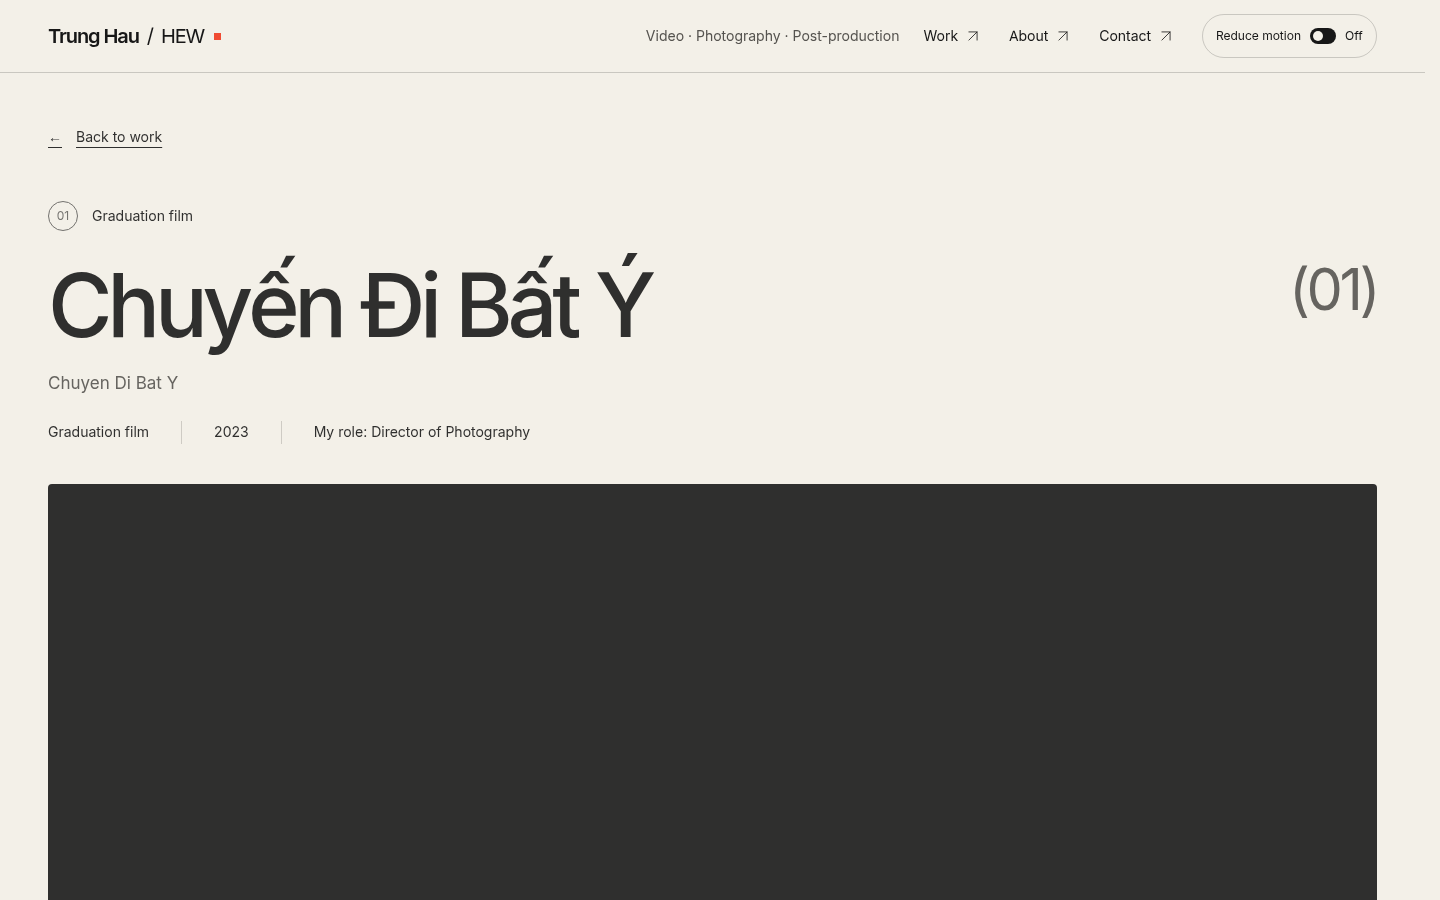 Trung Hau / HEW
Video · Photography · Post-production Work About Contact Reduce motion Off
← Back to work
01 Graduation film
Chuyến Đi Bất Ý
(01)
Chuyen Di Bat Y
Graduation film 2023 My role: Director of Photography